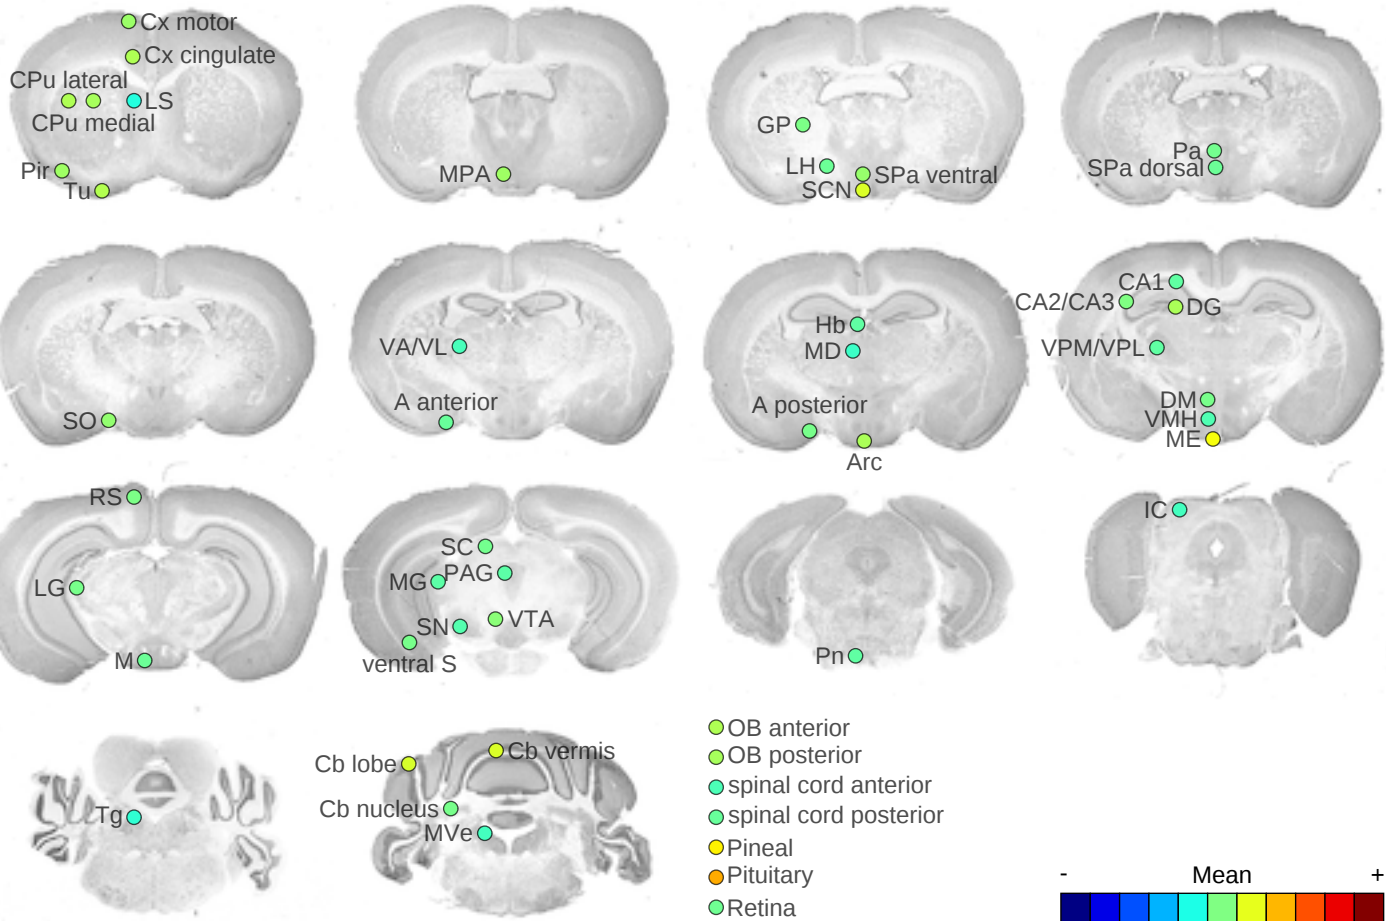 Cx motor
Cx cingulate
CPu lateral
LS
CPu medial
Pir
Tu
MPA
GP
LH
SPa ventral
SCN
Pa
SPa dorsal
SO
VA/VL
A anterior
Hb
MD
A posterior
Arc
CA1
CA2/CA3
DG
VPM/VPL
DM
VMH
ME
RS
LG
M
SC
PAG
MG
VTA
SN
ventral S
Pn
IC
Tg
Cb vermis
Cb lobe
Cb nucleus
MVe
OB anterior
OB posterior
spinal cord anterior
spinal cord posterior
Pineal
Pituitary
Retina
- Mean +